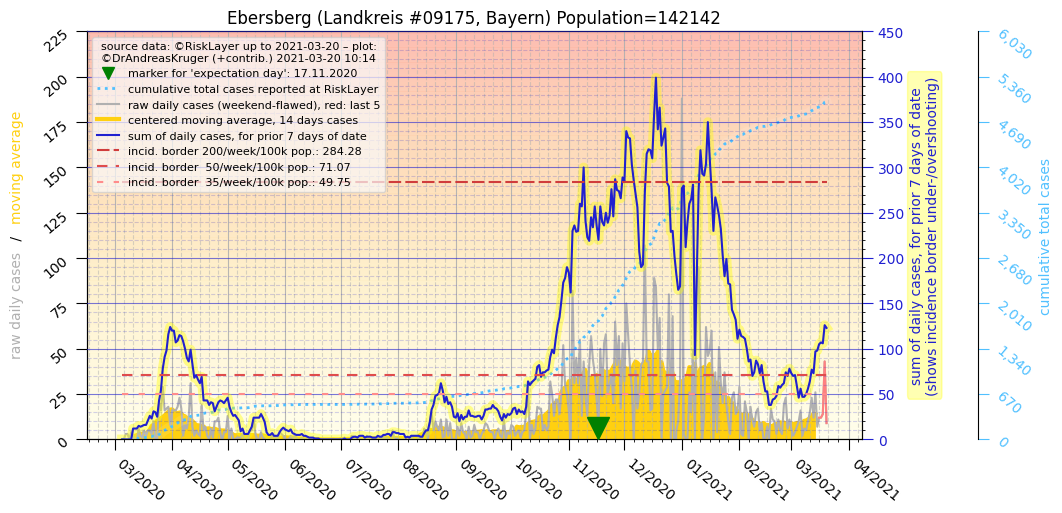 Ebersberg (Landkreis #09175, Bayern) Population=142142
source data: ©RiskLayer up to 2021-03-20 – plot:
©DrAndreasKruger (+contrib.) 2021-03-20 10:14
marker for 'expectation day': 17.11.2020
cumulative total cases reported at RiskLayer
raw daily cases (weekend-flawed), red: last 5
centered moving average, 14 days cases
sum of daily cases, for prior 7 days of date
incid. border 200/week/100k pop.: 284.28
incid. border  50/week/100k pop.: 71.07
incid. border  35/week/100k pop.: 49.75
raw daily cases  /  moving average
225
200
175
150
125
100
75
50
25
0
450
400
350
300
250
200
150
100
50
0
sum of daily cases, for prior 7 days of date
(shows incidence border under-/overshooting)
6,030
5,360
4,690
4,020
3,350
2,680
2,010
1,340
670
0
cumulative total cases
03/2020
04/2020
05/2020
06/2020
07/2020
08/2020
09/2020
10/2020
11/2020
12/2020
01/2021
02/2021
03/2021
04/2021